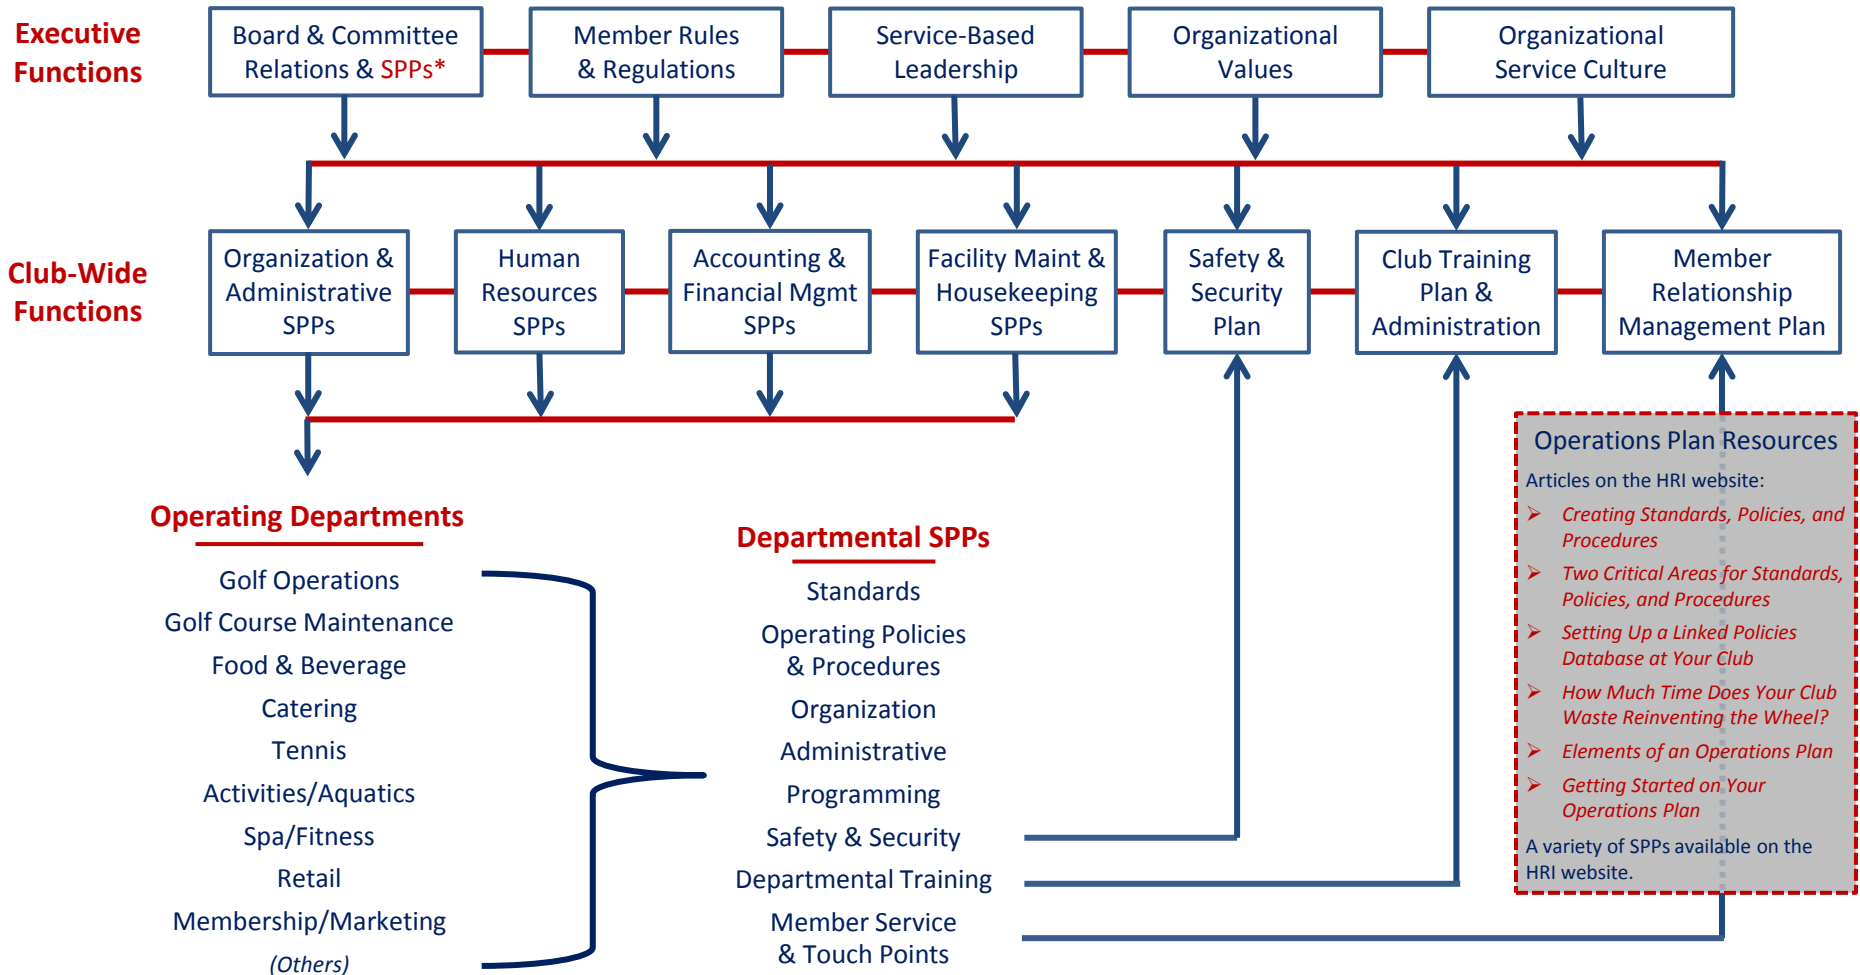 Executive
Functions
Board & Committee
Relations & SPPs*
Member Rules
& Regulations
Service-Based
Leadership
Organizational
Values
Organizational
Service Culture
Club-Wide
Functions
Organization &
Administrative
SPPs
Human
Resources
SPPs
Accounting &
Financial Mgmt
SPPs
Facility Maint &
Housekeeping
SPPs
Safety &
Security
Plan
Club Training
Plan &
Administration
Member
Relationship
Management Plan
Operating Departments
Golf Operations
Golf Course Maintenance
Food & Beverage
Catering
Tennis
Activities/Aquatics
Spa/Fitness
Retail
Membership/Marketing
(Others)
Departmental SPPs
Standards
Operating Policies
& Procedures
Organization
Administrative
Programming
Safety & Security
Departmental Training
Member Service
& Touch Points
Operations Plan Resources
Articles on the HRI website:
➢ Creating Standards, Policies, and
Procedures
➢ Two Critical Areas for Standards,
Policies, and Procedures
➢ Setting Up a Linked Policies
Database at Your Club
➢ How Much Time Does Your Club
Waste Reinventing the Wheel?
➢ Elements of an Operations Plan
➢ Getting Started on Your
Operations Plan
A variety of SPPs available on the
HRI website.